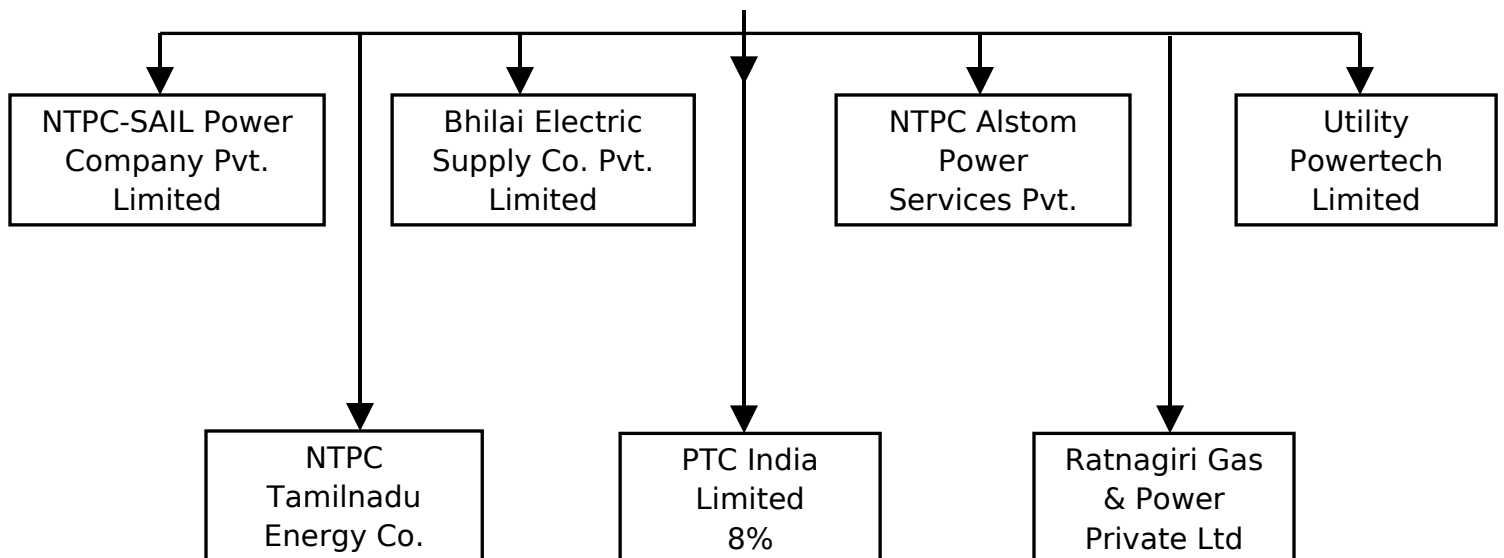 NTPC-SAIL Power
Company Pvt.
Limited
Bhilai Electric
Supply Co. Pvt.
Limited
NTPC Alstom
Power
Services Pvt.
Utility
Powertech
Limited
NTPC
Tamilnadu
Energy Co.
PTC India
Limited
8%
Ratnagiri Gas
& Power
Private Ltd